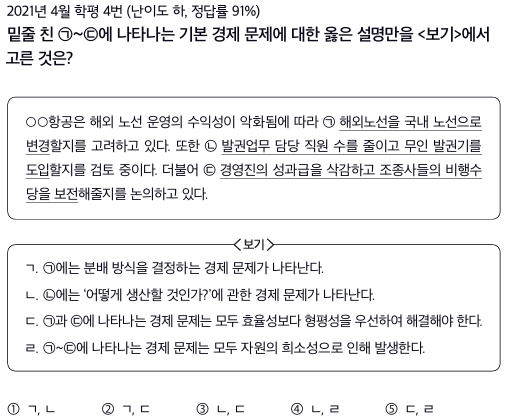 2021년 4월 학평 4번 (난이도 하, 정답률 91%)
밑줄 친 ㉠~㉢에 나타나는 기본 경제 문제에 대한 옳은 설명만을 <보기>에서
고른 것은?
○○항공은 해외 노선 운영의 수익성이 악화됨에 따라 ㉠ 해외노선을 국내 노선으로
변경할지를 고려하고 있다. 또한 ㉡ 발권업무 담당 직원 수를 줄이고 무인 발권기를
도입할지를 검토 중이다. 더불어 ㉢ 경영진의 성과급을 삭감하고 조종사들의 비행수
당을 보전해줄지를 논의하고 있다.
<보기>
ㄱ. ㉠에는 분배 방식을 결정하는 경제 문제가 나타난다.
ㄴ. ㉡에는 '어떻게 생산할 것인가?'에 관한 경제 문제가 나타난다.
ㄷ. ㉠과 ㉢에 나타나는 경제 문제는 모두 효율성보다 형평성을 우선하여 해결해야 한다.
ㄹ. ㉠~㉢에 나타나는 경제 문제는 모두 자원의 희소성으로 인해 발생한다.
① ㄱ, ㄴ ② ㄱ, ㄷ ③ ㄴ, ㄷ ④ ㄴ, ㄹ ⑤ ㄷ, ㄹ